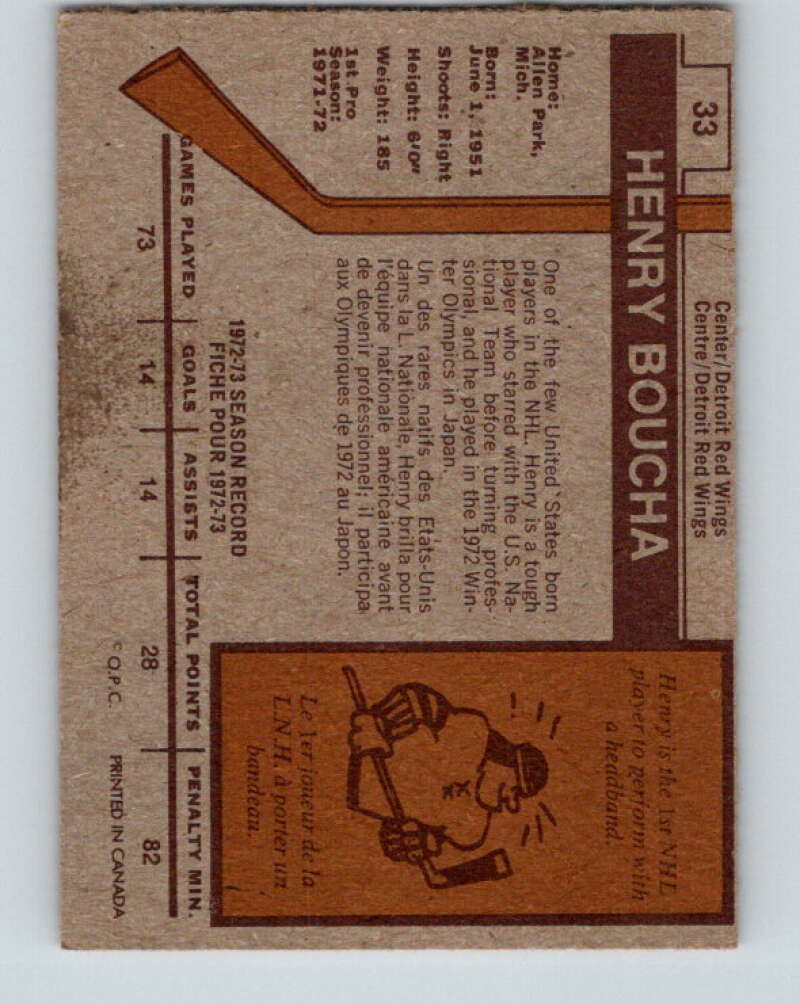 33
Center/Detroit Red Wings
Centre/Detroit Red Wings
HENRY BOUCHA
Home:
Allen Park,
Mich.
Born:
June 1, 1951
Shoots: Right
Height: 6'0"
Weight: 185
1st Pro
Season:
1971-72
One of the few United States born
players in the NHL. Henry is a tough
player who starred with the U.S. Na-
tional Team before turning profes-
sional, and he played in the 1972 Win-
ter Olympics in Japan.
Un des rares natifs des Etats-Unis
dans la L. Nationale, Henry brilla pour
l'équipe nationale américaine avant
de devenir professionnel; il participa
aux Olympiques de 1972 au Japon.
Henry is the 1st NHL
player to perform with
a headband.
Le 1er joueur de la
L.N.H. à porter un
bandeau.
1972-73 SEASON RECORD
FICHE POUR 1972-73
GAMES PLAYED GOALS ASSISTS TOTAL POINTS PENALTY MIN.
73 14 14 28 82
© O.P.C. PRINTED IN CANADA